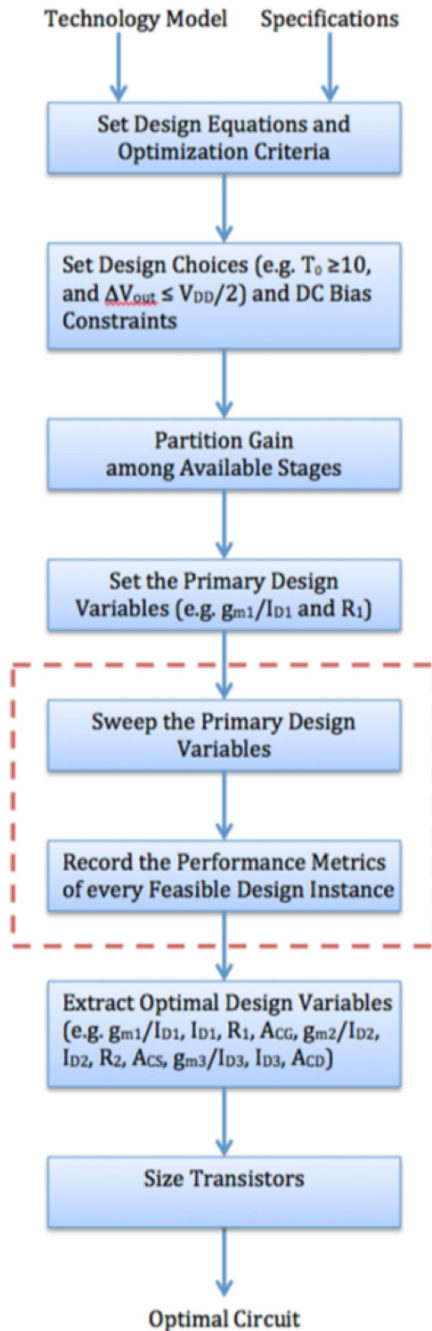 Technology Model Specifications
Set Design Equations and
Optimization Criteria
Set Design Choices (e.g. T₀ ≥10,
and ΔVout ≤ VDD/2) and DC Bias
Constraints
Partition Gain
among Available Stages
Set the Primary Design
Variables (e.g. gm1/ID1 and R1)
Sweep the Primary Design
Variables
Record the Performance Metrics
of every Feasible Design Instance
Extract Optimal Design Variables
(e.g. gm1/ID1, ID1, R1, ACG, gm2/ID2,
ID2, R2, ACS, gm3/ID3, ID3, ACD)
Size Transistors
Optimal Circuit